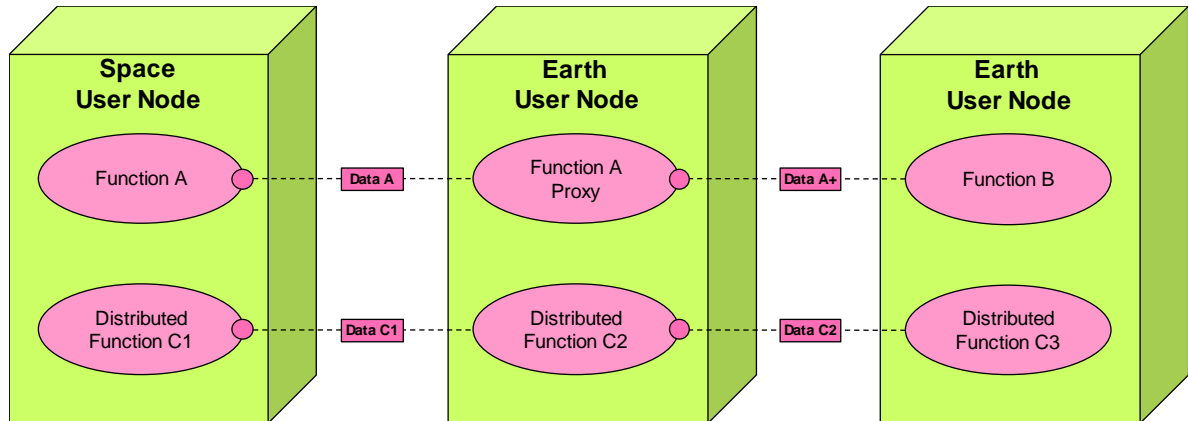 Space
User Node
Earth
User Node
Earth
User Node
Function A
Data A
Function A
Proxy
Data A+
Function B
Distributed
Function C1
Data C1
Distributed
Function C2
Data C2
Distributed
Function C3